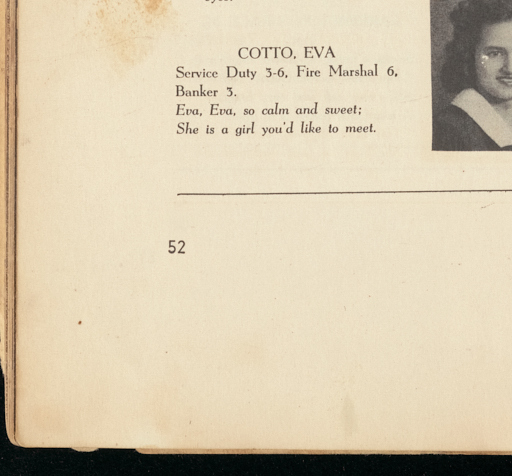 eyes.
COTTO, EVA
Service Duty 3-6, Fire Marshal 6,
Banker 3.
Eva, Eva, so calm and sweet;
She is a girl you'd like to meet.
52